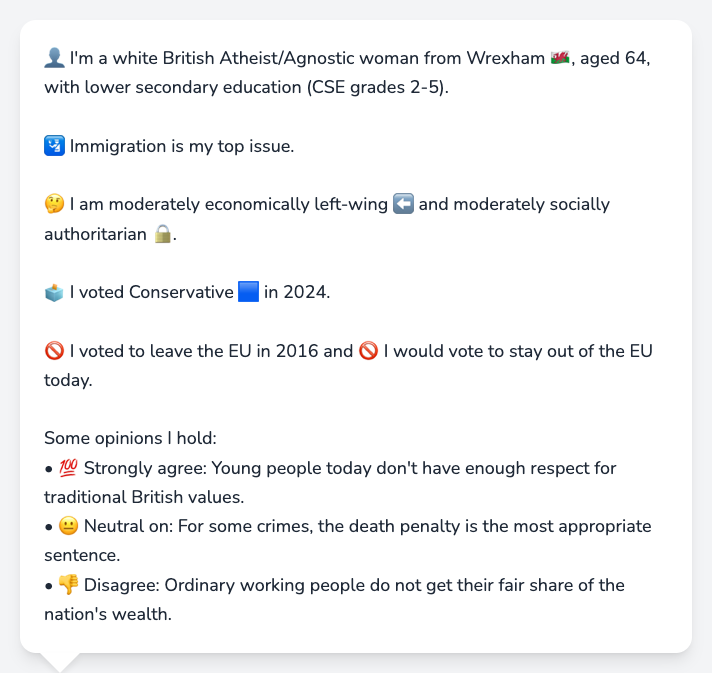 👤 I'm a white British Atheist/Agnostic woman from Wrexham 🏴󠁧󠁢󠁷󠁬󠁳󠁿, aged 64,
with lower secondary education (CSE grades 2-5).
🛂 Immigration is my top issue.
🤔 I am moderately economically left-wing ⬅️ and moderately socially
authoritarian 🔒.
🗳️ I voted Conservative 🟦 in 2024.
🚫 I voted to leave the EU in 2016 and 🚫 I would vote to stay out of the EU
today.
Some opinions I hold:
• 💯 Strongly agree: Young people today don't have enough respect for
traditional British values.
• 😐 Neutral on: For some crimes, the death penalty is the most appropriate
sentence.
• 👎 Disagree: Ordinary working people do not get their fair share of the
nation's wealth.